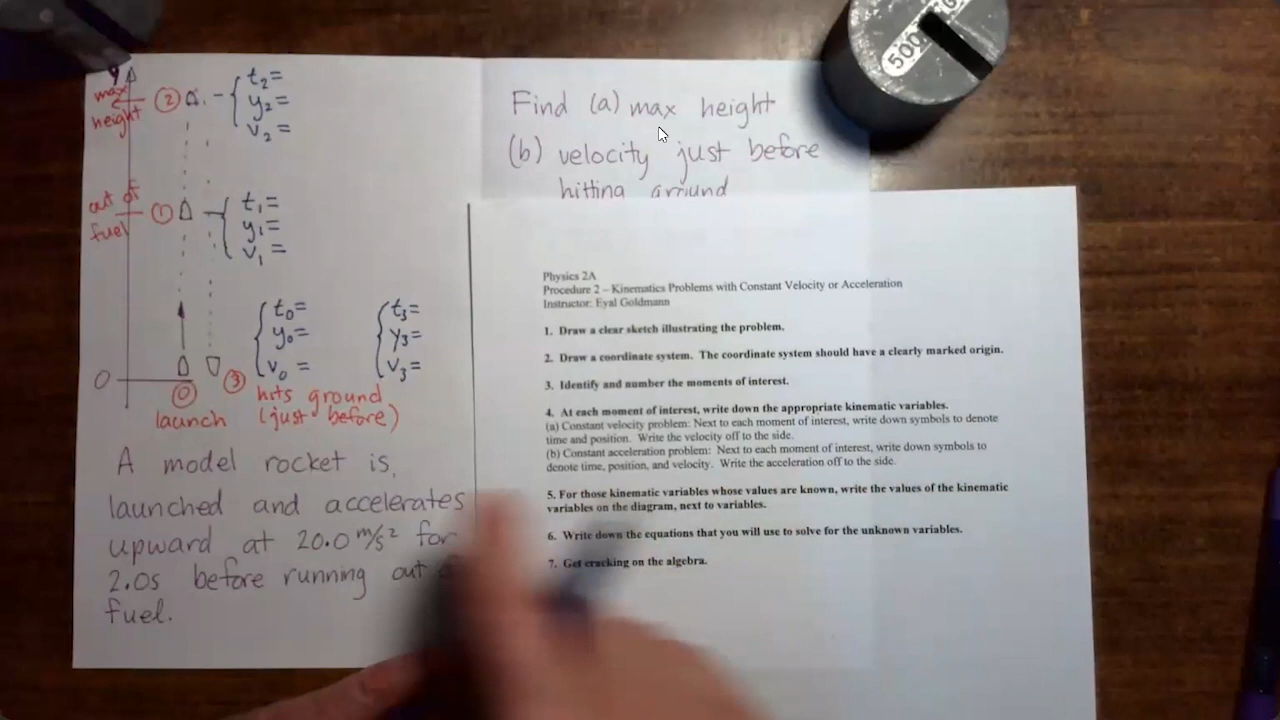 y
max
height
2
t₂=
y₂=
v₂=
out of
fuel
1
t₁=
y₁=
v₁=
t₀=
y₀=
v₀=
t₃=
y₃=
v₃=
0
0
launch
3
hits ground
(just before)
A model rocket is
launched and accelerates
upward at 20.0 m/s² for
2.0s before running out
fuel.
Find (a) max height
(b) velocity just before
hitting ground
500
Physics 2A
Procedure 2 – Kinematics Problems with Constant Velocity or Acceleration
Instructor: Eyal Goldmann
1. Draw a clear sketch illustrating the problem.
2. Draw a coordinate system. The coordinate system should have a clearly marked origin.
3. Identify and number the moments of interest.
4. At each moment of interest, write down the appropriate kinematic variables.
(a) Constant velocity problem: Next to each moment of interest, write down symbols to denote
time and position. Write the velocity off to the side.
(b) Constant acceleration problem: Next to each moment of interest, write down symbols to
denote time, position, and velocity. Write the acceleration off to the side.
5. For those kinematic variables whose values are known, write the values of the kinematic
variables on the diagram, next to variables.
6. Write down the equations that you will use to solve for the unknown variables.
7. Get cracking on the algebra.